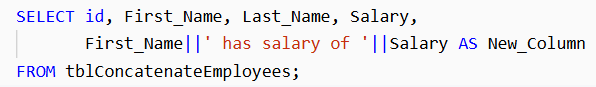 SELECT id, First_Name, Last_Name, Salary,
First_Name||' has salary of '||Salary AS New_Column
FROM tblConcatenateEmployees;